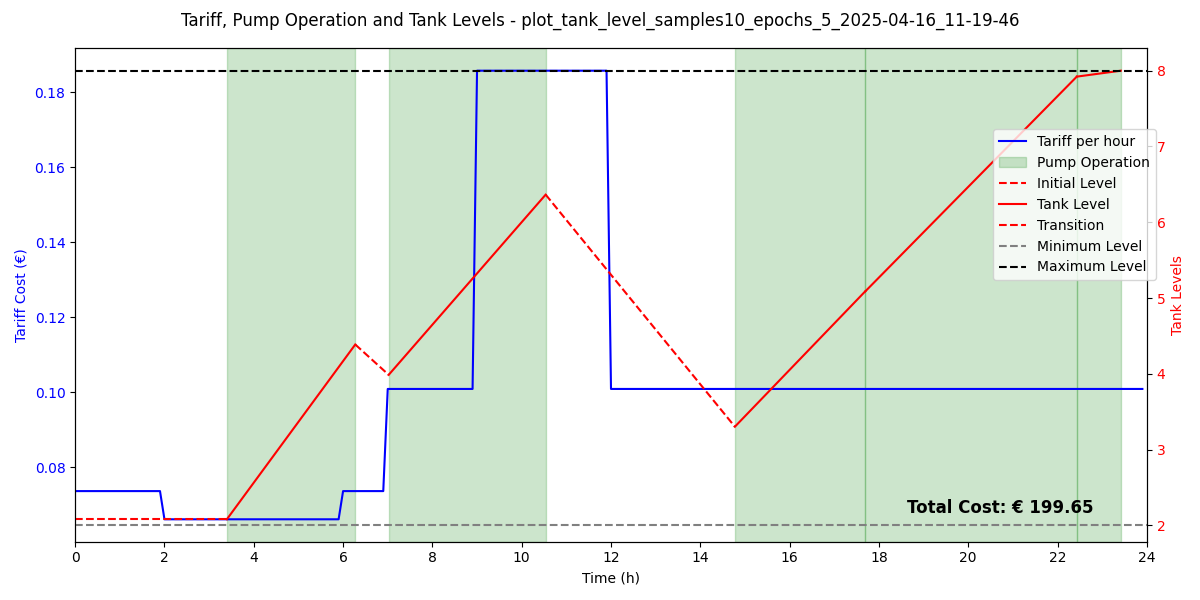 Tariff, Pump Operation and Tank Levels - plot_tank_level_samples10_epochs_5_2025-04-16_11-19-46
0.18
0.16
0.14
0.12
0.10
0.08
Tariff Cost (€)
8
7
6
5
4
3
2
Tank Levels
Tariff per hour
Pump Operation
Initial Level
Tank Level
Transition
Minimum Level
Maximum Level
Total Cost: € 199.65
0 2 4 6 8 10 12 14 16 18 20 22 24
Time (h)